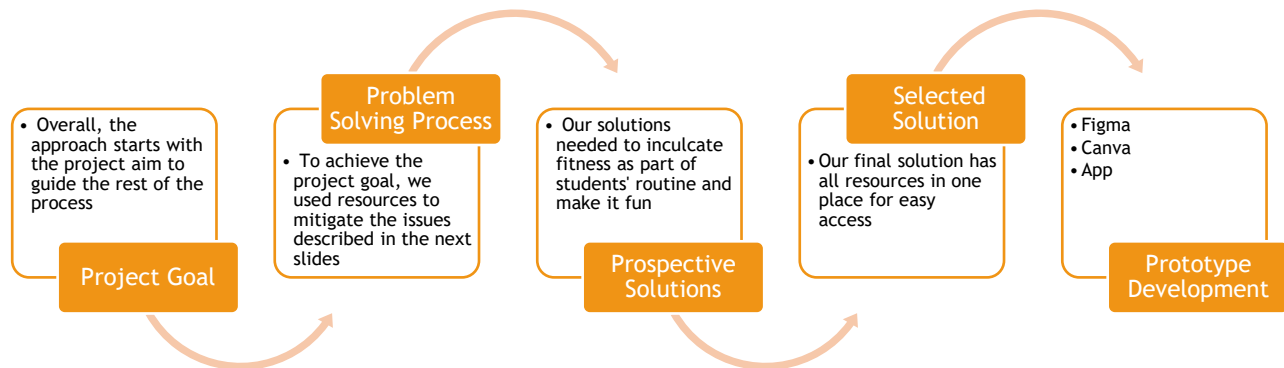 • Overall, the
approach starts with
the project aim to
guide the rest of the
process
Project Goal
Problem
Solving Process
• To achieve the
project goal, we
used resources to
mitigate the issues
described in the next
slides
• Our solutions
needed to inculcate
fitness as part of
students' routine and
make it fun
Prospective
Solutions
Selected
Solution
• Our final solution has
all resources in one
place for easy
access
• Figma
• Canva
• App
Prototype
Development